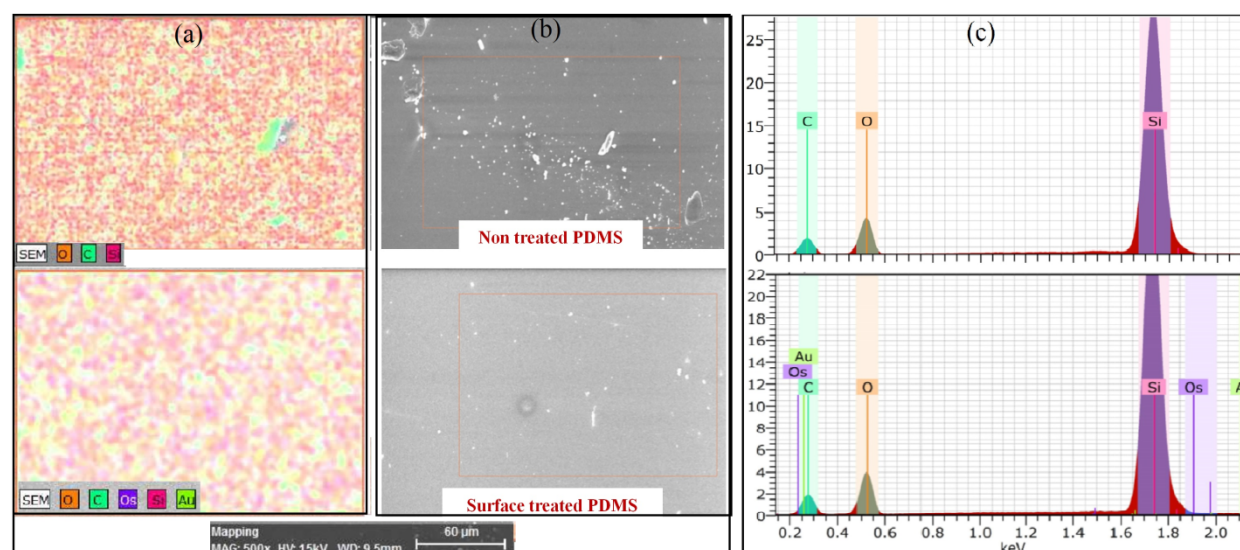 (a)
(b)
(c)
SEM O C Si
Non treated PDMS
25
20
15
10
5
0
C
O
Si
SEM O C Os Si Au
Surface treated PDMS
22
20
18
16
14
12
10
8
6
4
2
0
Au
Os
C
O
Si
Os
A
0.2 0.4 0.6 0.8 1.0 1.2 1.4 1.6 1.8 2.0
keV
Mapping
60 µm
MAG: 500x HV: 15kV WD: 9.5mm